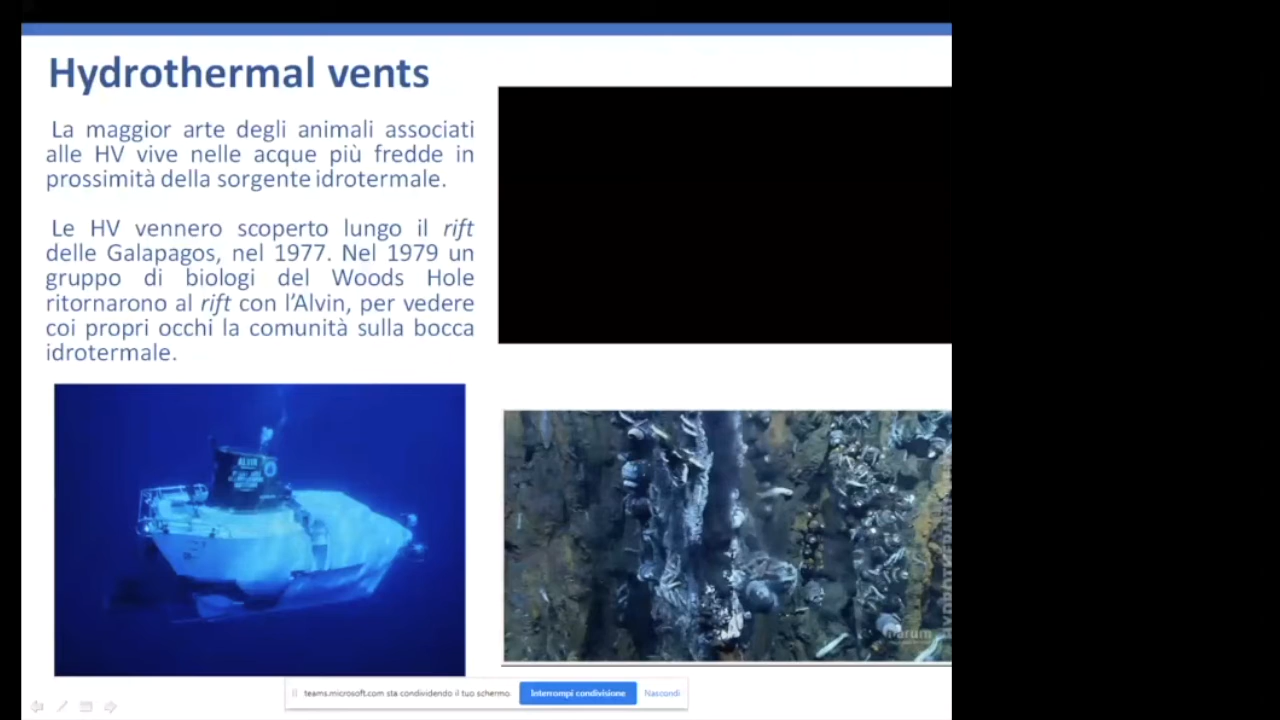 Hydrothermal vents
La maggior arte degli animali associati
alle HV vive nelle acque più fredde in
prossimità della sorgente idrotermale.
Le HV vennero scoperto lungo il rift
delle Galapagos, nel 1977. Nel 1979 un
gruppo di biologi del Woods Hole
ritornarono al rift con l'Alvin, per vedere
coi propri occhi la comunità sulla bocca
idrotermale.
ALVIN
marum
teams.microsoft.com sta condividendo il tuo schermo.
Interrompi condivisione
Nascondi